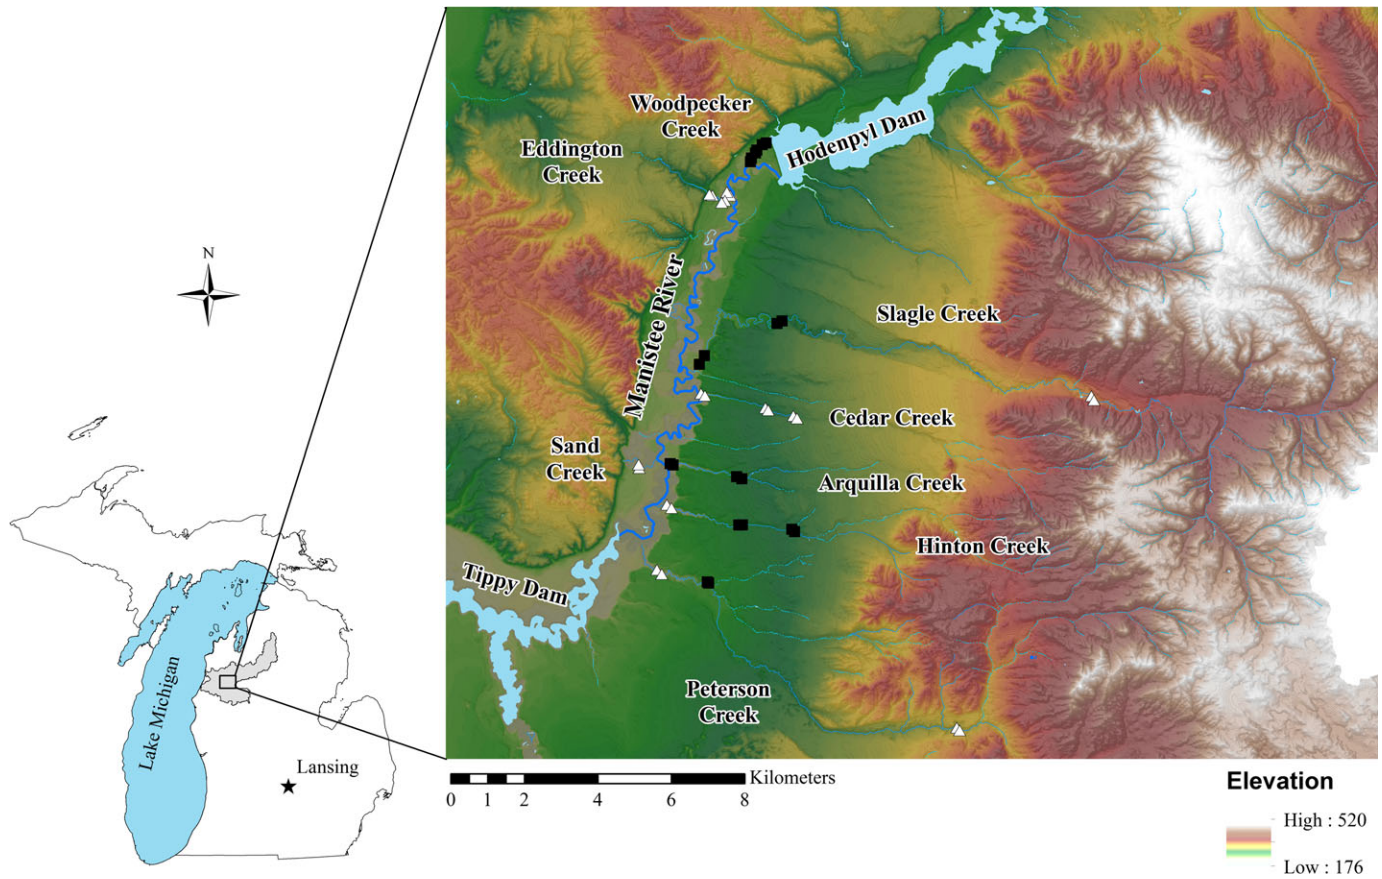 Woodpecker
Creek
Hodenpyl Dam
Eddington
Creek
N
Manistee River
Slagle Creek
Cedar Creek
Sand
Creek
Arquilla Creek
Hinton Creek
Tippy Dam
Peterson
Creek
Lake Michigan
Lansing
Kilometers
0 1 2 4 6 8
Elevation
High : 520
Low : 176